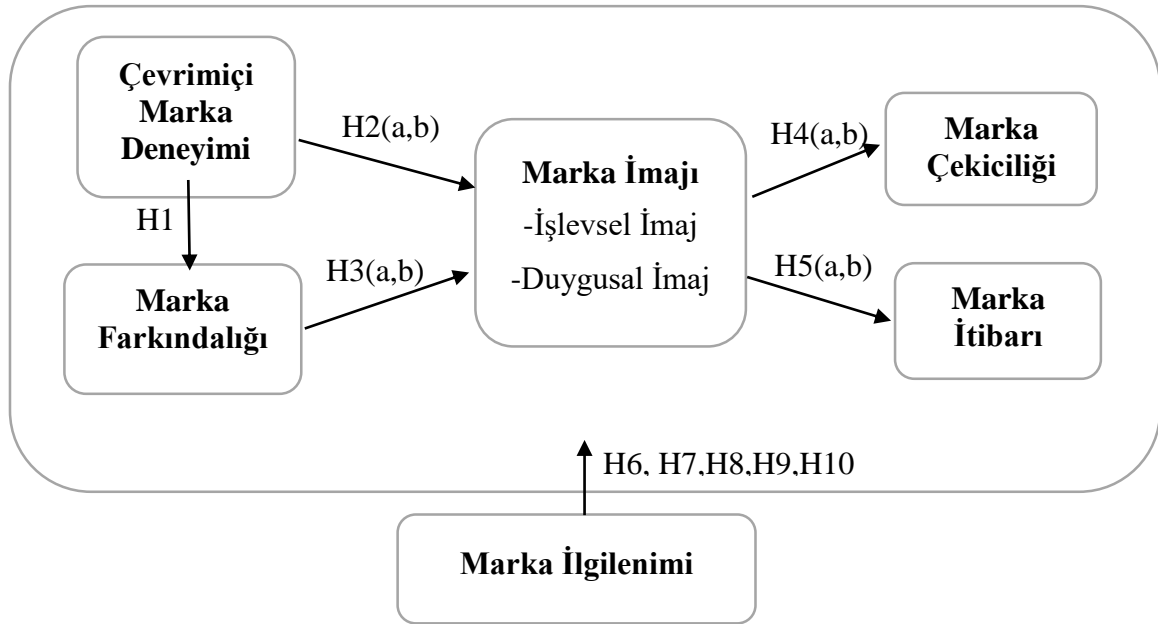 Çevrimiçi
Marka
Deneyimi
H1
Marka
Farkındalığı
H2(a,b)
H3(a,b)
Marka İmajı
-İşlevsel İmaj
-Duygusal İmaj
H4(a,b)
H5(a,b)
Marka
Çekiciliği
Marka
İtibarı
H6, H7,H8,H9,H10
Marka İlgilenimi